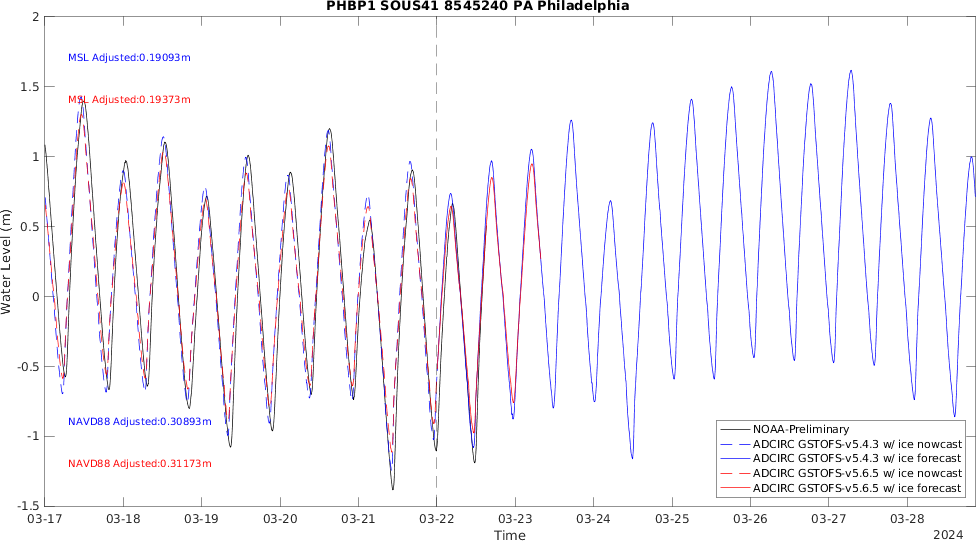 PHBP1 SOUS41 8545240 PA Philadelphia
2
1.5
1
0.5
0
-0.5
-1
-1.5
Water Level (m)
MSL Adjusted:0.19093m
MSL Adjusted:0.19373m
NAVD88 Adjusted:0.30893m
NAVD88 Adjusted:0.31173m
NOAA-Preliminary
ADCIRC GSTOFS-v5.4.3 w/ ice nowcast
ADCIRC GSTOFS-v5.4.3 w/ ice forecast
ADCIRC GSTOFS-v5.6.5 w/ ice nowcast
ADCIRC GSTOFS-v5.6.5 w/ ice forecast
03-17 03-18 03-19 03-20 03-21 03-22 03-23 03-24 03-25 03-26 03-27 03-28
Time
2024